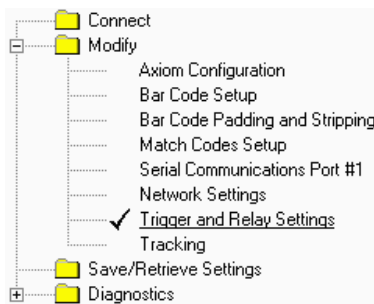 Connect
Modify
Axiom Configuration
Bar Code Setup
Bar Code Padding and Stripping
Match Codes Setup
Serial Communications Port #1
Network Settings
Trigger and Relay Settings
Tracking
Save/Retrieve Settings
Diagnostics